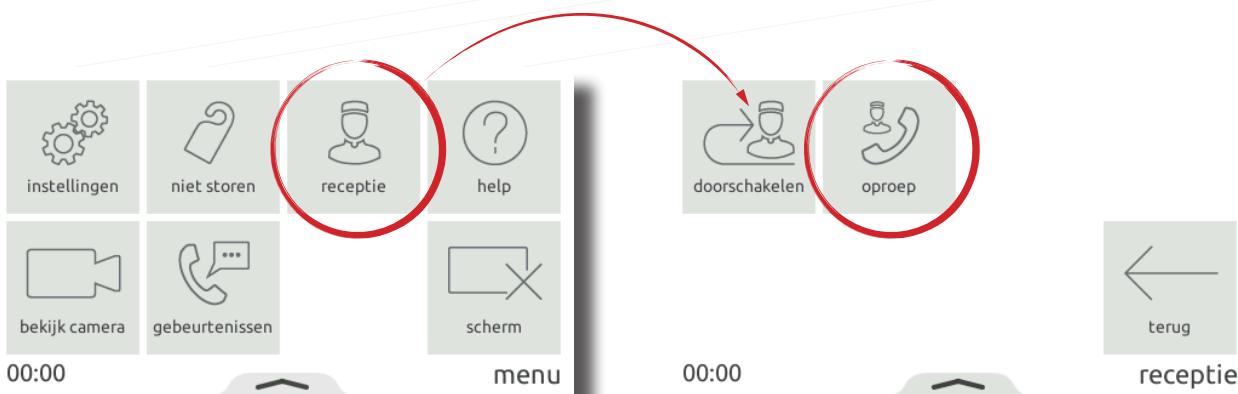 instellingen niet storen receptie help
bekijk camera gebeurtenissen scherm
00:00 menu
doorschakelen oproep
terug
00:00 receptie